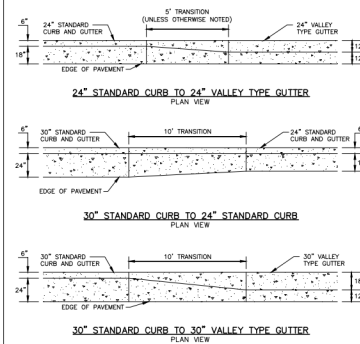 5' TRANSITION
(UNLESS OTHERWISE NOTED)
24" STANDARD
CURB AND GUTTER
24" VALLEY
TYPE GUTTER
6"
18"
EDGE OF PAVEMENT
24" STANDARD CURB TO 24" VALLEY TYPE GUTTER
PLAN VIEW
30" STANDARD
CURB AND GUTTER
10' TRANSITION
24" STANDARD
CURB AND GUTTER
6"
24"
EDGE OF PAVEMENT
30" STANDARD CURB TO 24" STANDARD CURB
PLAN VIEW
30" STANDARD
CURB AND GUTTER
10' TRANSITION
30" VALLEY
TYPE GUTTER
6"
24"
EDGE OF PAVEMENT
30" STANDARD CURB TO 30" VALLEY TYPE GUTTER
PLAN VIEW